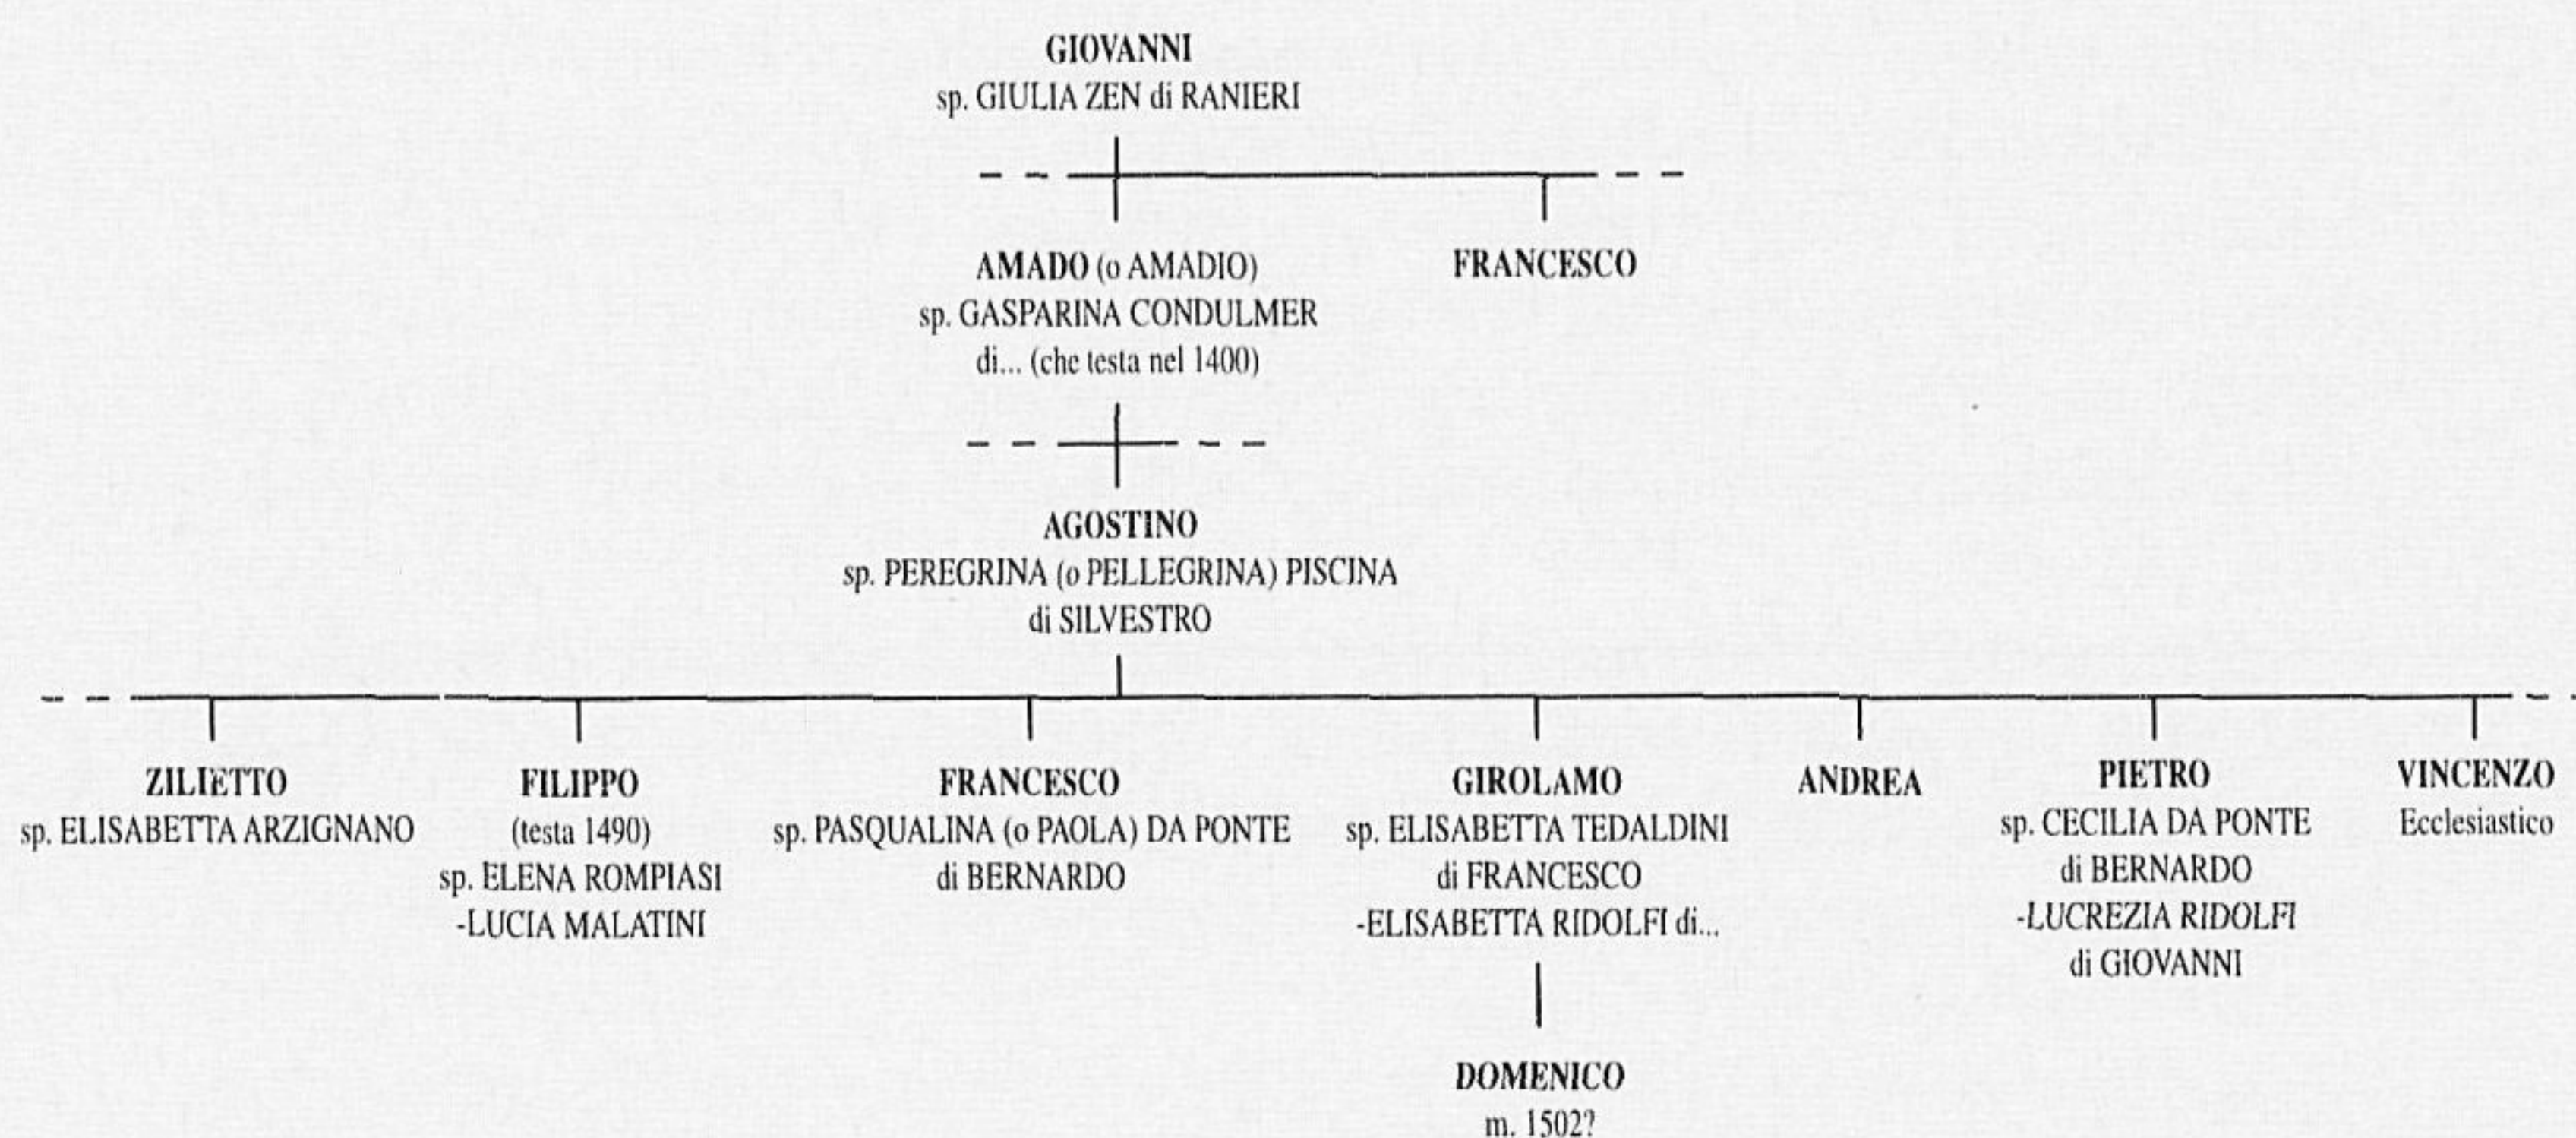 GIOVANNI
sp. GIULIA ZEN di RANIERI
AMADO (o AMADIO)
sp. GASPARINA CONDULMER
di... (che testa nel 1400)
FRANCESCO
AGOSTINO
sp. PEREGRINA (o PELLEGRINA) PISCINA
di SILVESTRO
ZILIETTO
sp. ELISABETTA ARZIGNANO
FILIPPO
(testa 1490)
sp. ELENA ROMPIASI
-LUCIA MALATINI
FRANCESCO
sp. PASQUALINA (o PAOLA) DA PONTE
di BERNARDO
GIROLAMO
sp. ELISABETTA TEDALDINI
di FRANCESCO
-ELISABETTA RIDOLFI di...
ANDREA
PIETRO
sp. CECILIA DA PONTE
di BERNARDO
-LUCREZIA RIDOLFI
di GIOVANNI
VINCENZO
Ecclesiastico
DOMENICO
m. 1502?